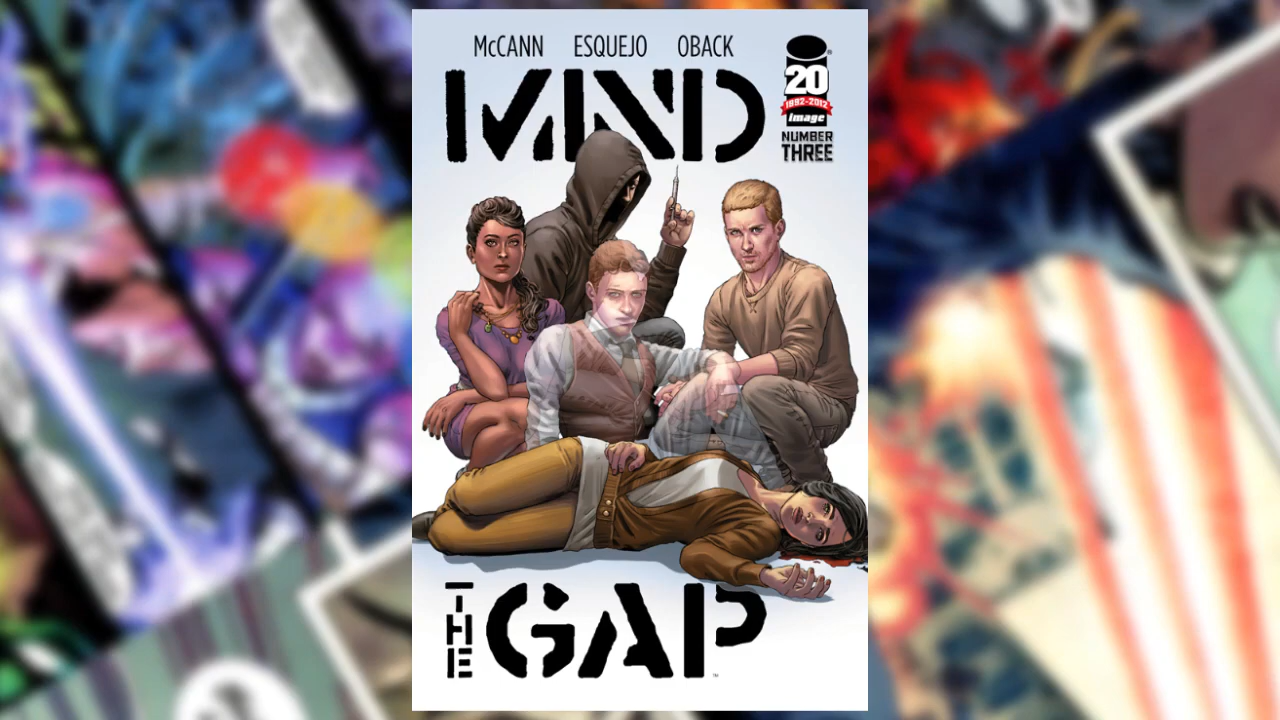 McCANN ESQUEJO OBACK
MIND
20
1992-2012
image
NUMBER
THREE
THE GAP